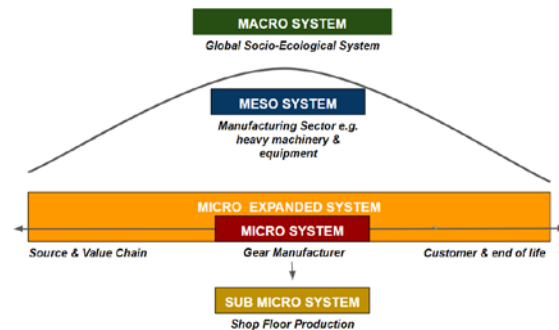 MACRO SYSTEM
Global Socio-Ecological System
MESO SYSTEM
Manufacturing Sector e.g.
heavy machinery &
equipment
MICRO EXPANDED SYSTEM
MICRO SYSTEM
Source & Value Chain
Gear Manufacturer
Customer & end of life
SUB MICRO SYSTEM
Shop Floor Production